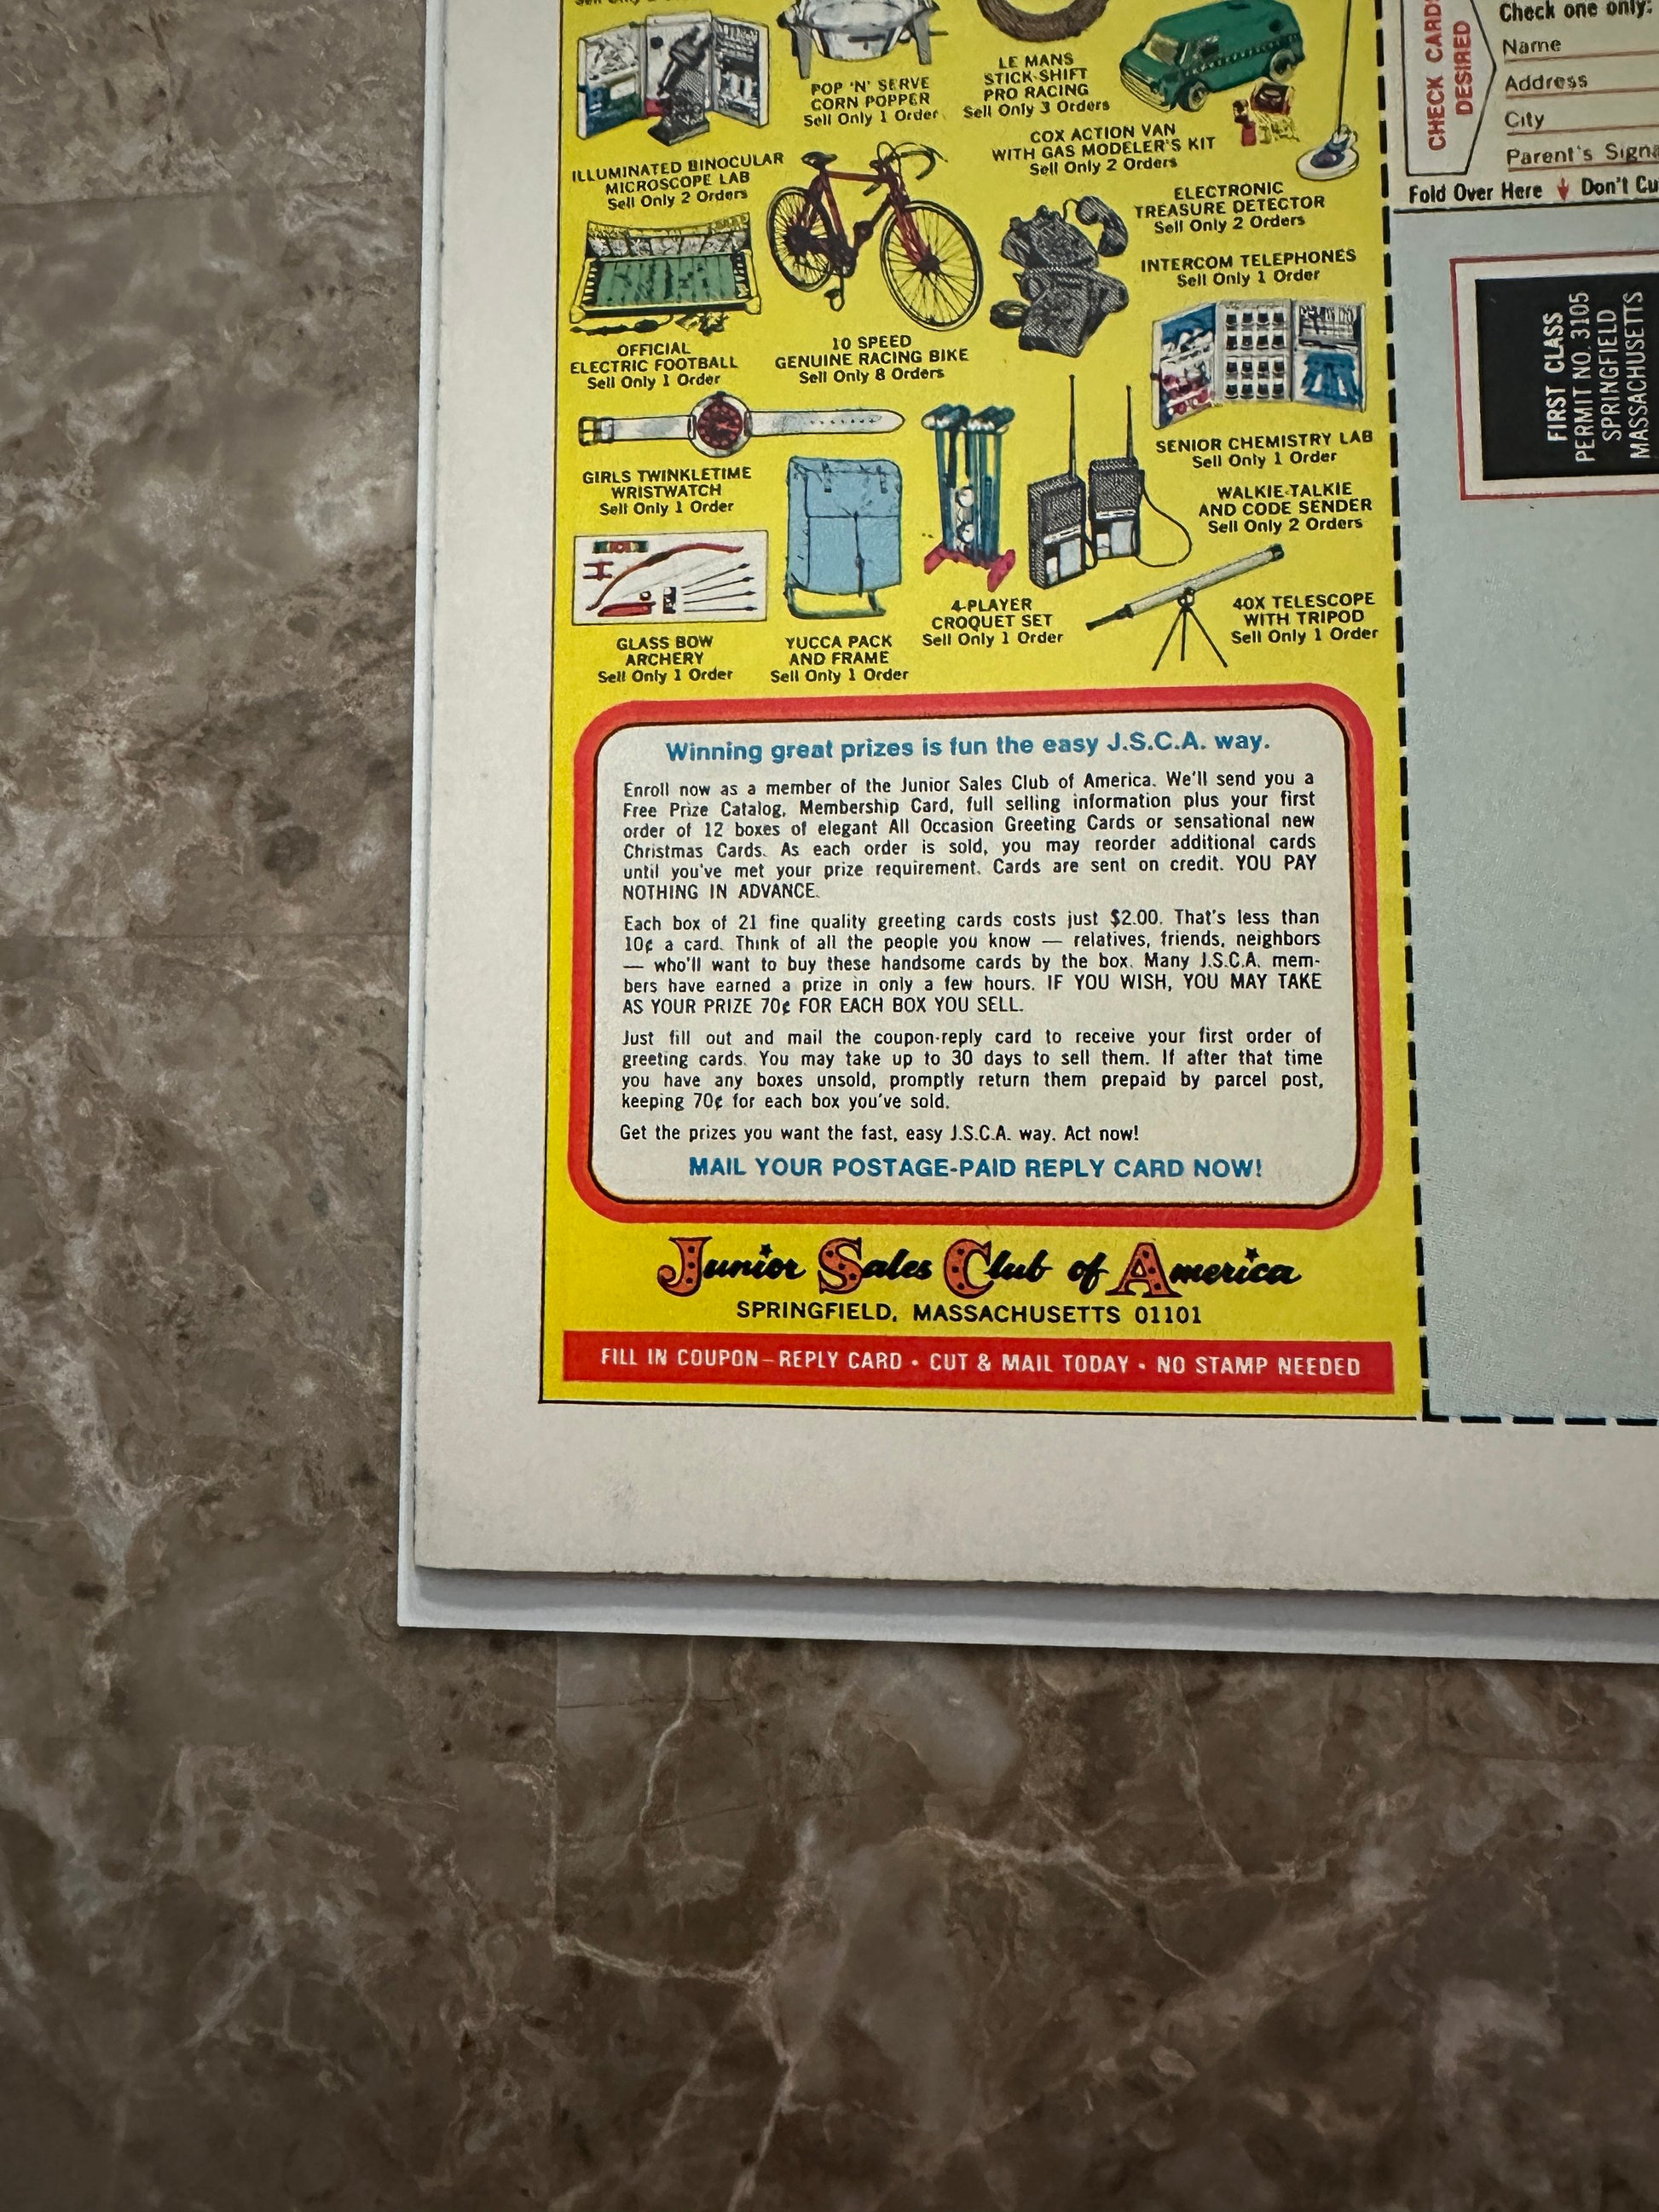 POP 'N' SERVE
CORN POPPER
Sell Only 1 Order
LE MANS
STICK-SHIFT
PRO RACING
Sell Only 3 Orders
COX ACTION VAN
WITH GAS MODELER'S KIT
Sell Only 2 Orders
ILLUMINATED BINOCULAR
MICROSCOPE LAB
Sell Only 2 Orders
ELECTRONIC
TREASURE DETECTOR
Sell Only 2 Orders
INTERCOM TELEPHONES
Sell Only 1 Order
OFFICIAL
ELECTRIC FOOTBALL
Sell Only 1 Order
10 SPEED
GENUINE RACING BIKE
Sell Only 8 Orders
SENIOR CHEMISTRY LAB
Sell Only 1 Order
GIRLS TWINKLETIME
WRISTWATCH
Sell Only 1 Order
WALKIE-TALKIE
AND CODE SENDER
Sell Only 2 Orders
GLASS BOW
ARCHERY
Sell Only 1 Order
YUCCA PACK
AND FRAME
Sell Only 1 Order
4-PLAYER
CROQUET SET
Sell Only 1 Order
40X TELESCOPE
WITH TRIPOD
Sell Only 1 Order
Winning great prizes is fun the easy J.S.C.A. way.
Enroll now as a member of the Junior Sales Club of America. We'll send you a
Free Prize Catalog, Membership Card, full selling information plus your first
order of 12 boxes of elegant All Occasion Greeting Cards or sensational new
Christmas Cards. As each order is sold, you may reorder additional cards
until you've met your prize requirement. Cards are sent on credit. YOU PAY
NOTHING IN ADVANCE.
Each box of 21 fine quality greeting cards costs just $2.00. That's less than
10¢ a card. Think of all the people you know — relatives, friends, neighbors
— who'll want to buy these handsome cards by the box. Many J.S.C.A. mem-
bers have earned a prize in only a few hours. IF YOU WISH, YOU MAY TAKE
AS YOUR PRIZE 70¢ FOR EACH BOX YOU SELL.
Just fill out and mail the coupon-reply card to receive your first order of
greeting cards. You may take up to 30 days to sell them. If after that time
you have any boxes unsold, promptly return them prepaid by parcel post,
keeping 70¢ for each box you've sold.
Get the prizes you want the fast, easy J.S.C.A. way. Act now!
MAIL YOUR POSTAGE-PAID REPLY CARD NOW!
Junior Sales Club of America
SPRINGFIELD, MASSACHUSETTS 01101
FILL IN COUPON–REPLY CARD • CUT & MAIL TODAY • NO STAMP NEEDED
CHECK CARDS
DESIRED
Check one only:
Name
Address
City
Parent's
Fold Over Here Don't
FIRST CLASS
PERMIT NO. 3105
SPRINGFIELD
MASSACHUSETTS